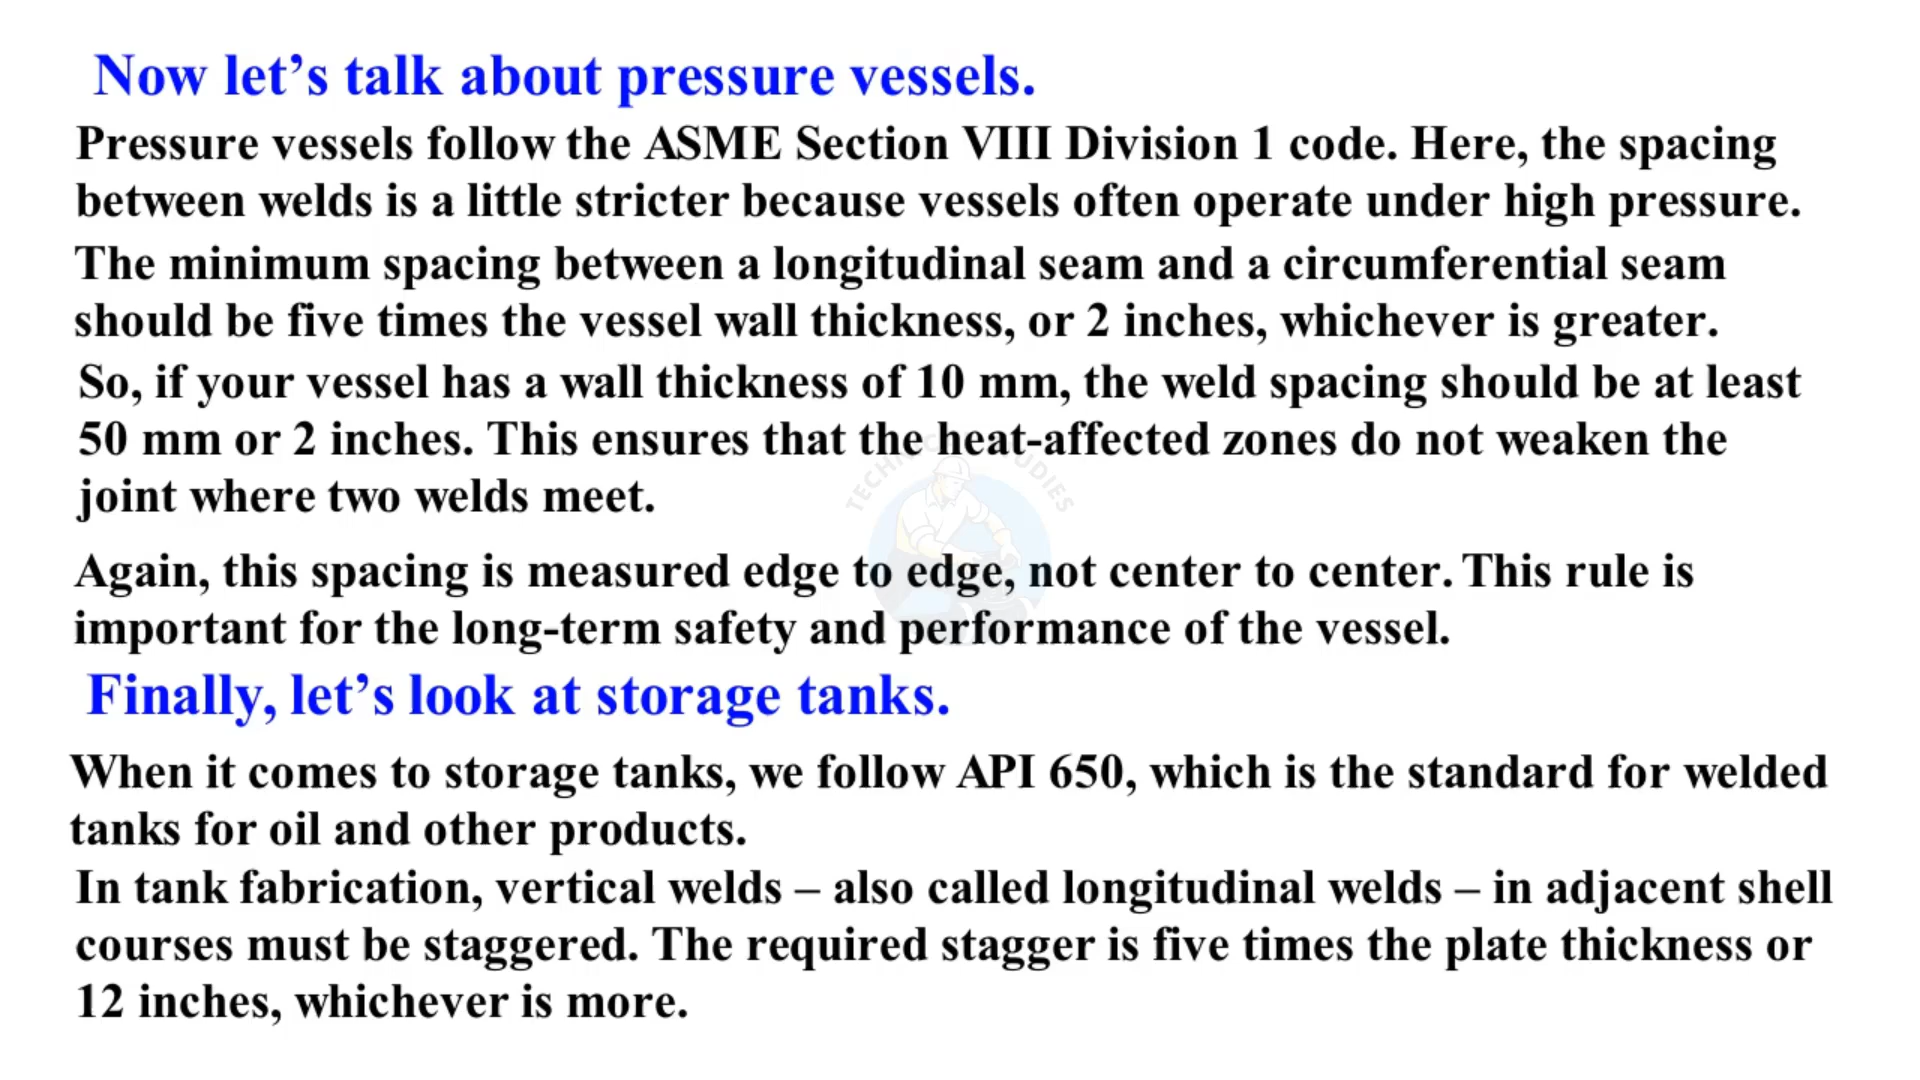 Now let’s talk about pressure vessels.
Pressure vessels follow the ASME Section VIII Division 1 code. Here, the spacing
between welds is a little stricter because vessels often operate under high pressure.
The minimum spacing between a longitudinal seam and a circumferential seam
should be five times the vessel wall thickness, or 2 inches, whichever is greater.
So, if your vessel has a wall thickness of 10 mm, the weld spacing should be at least
50 mm or 2 inches. This ensures that the heat-affected zones do not weaken the
joint where two welds meet.
Again, this spacing is measured edge to edge, not center to center. This rule is
important for the long-term safety and performance of the vessel.
Finally, let’s look at storage tanks.
When it comes to storage tanks, we follow API 650, which is the standard for welded
tanks for oil and other products.
In tank fabrication, vertical welds – also called longitudinal welds – in adjacent shell
courses must be staggered. The required stagger is five times the plate thickness or
12 inches, whichever is more.